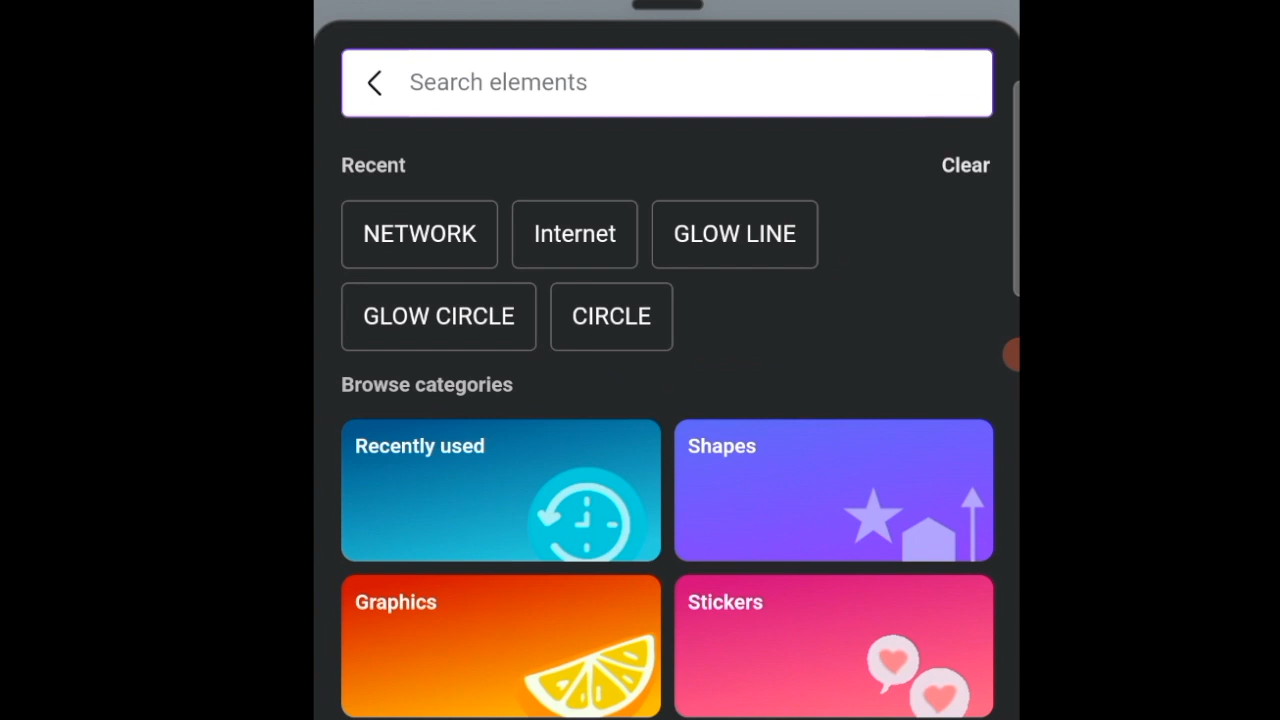 Search elements
Recent Clear
NETWORK Internet GLOW LINE
GLOW CIRCLE CIRCLE
Browse categories
Recently used Shapes
Graphics Stickers